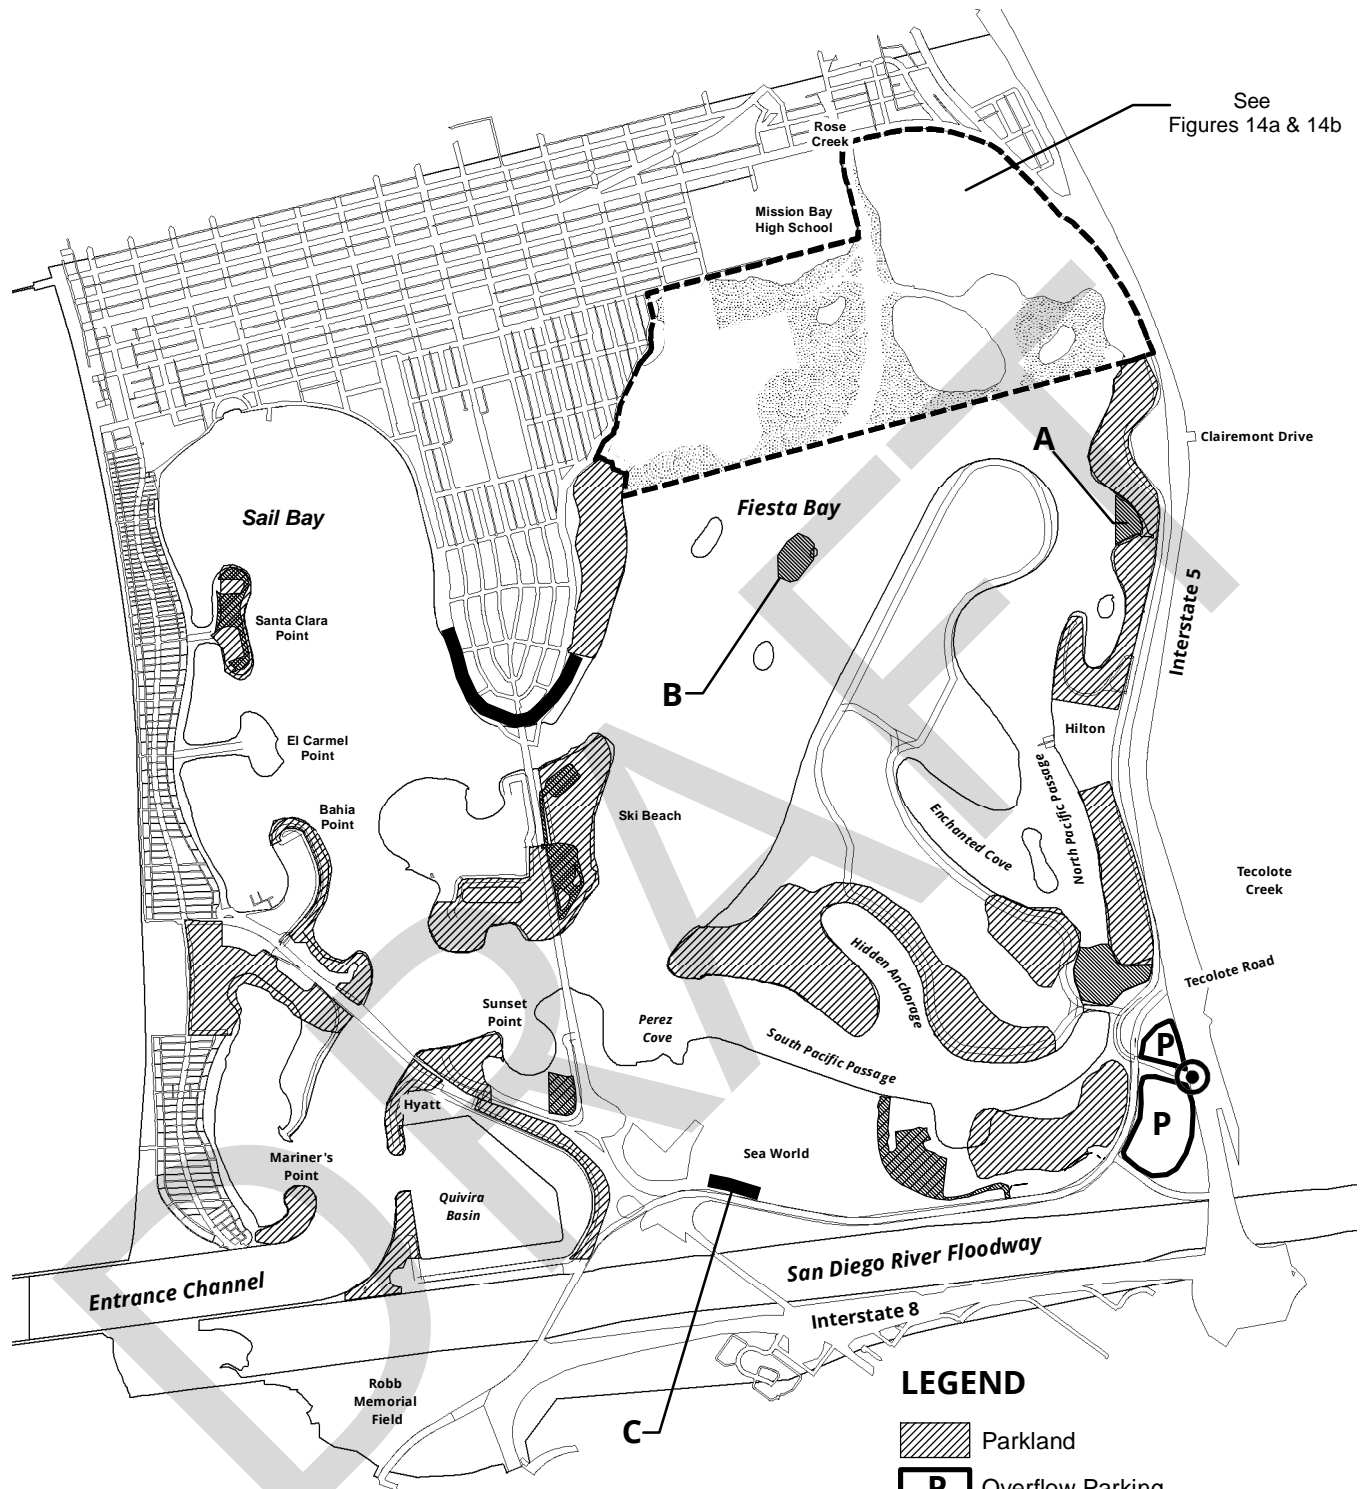 See
Figures 14a & 14b
Rose
Creek
Mission Bay
High School
Clairemont Drive
A
Sail Bay
Fiesta Bay
Interstate 5
Santa Clara
Point
B
El Carmel
Point
Hilton
North Pacific Passage
Bahia
Point
Ski Beach
Enchanted Cove
Tecolote
Creek
Hidden Anchorage
Tecolote Road
Sunset
Point
Perez
Cove
South Pacific Passage
P
P
Hyatt
Sea World
Mariner's
Point
Quivira
Basin
San Diego River Floodway
Entrance Channel
Interstate 8
Robb
Memorial
Field
C
LEGEND
Parkland
P Overflow Parking
DRAFT